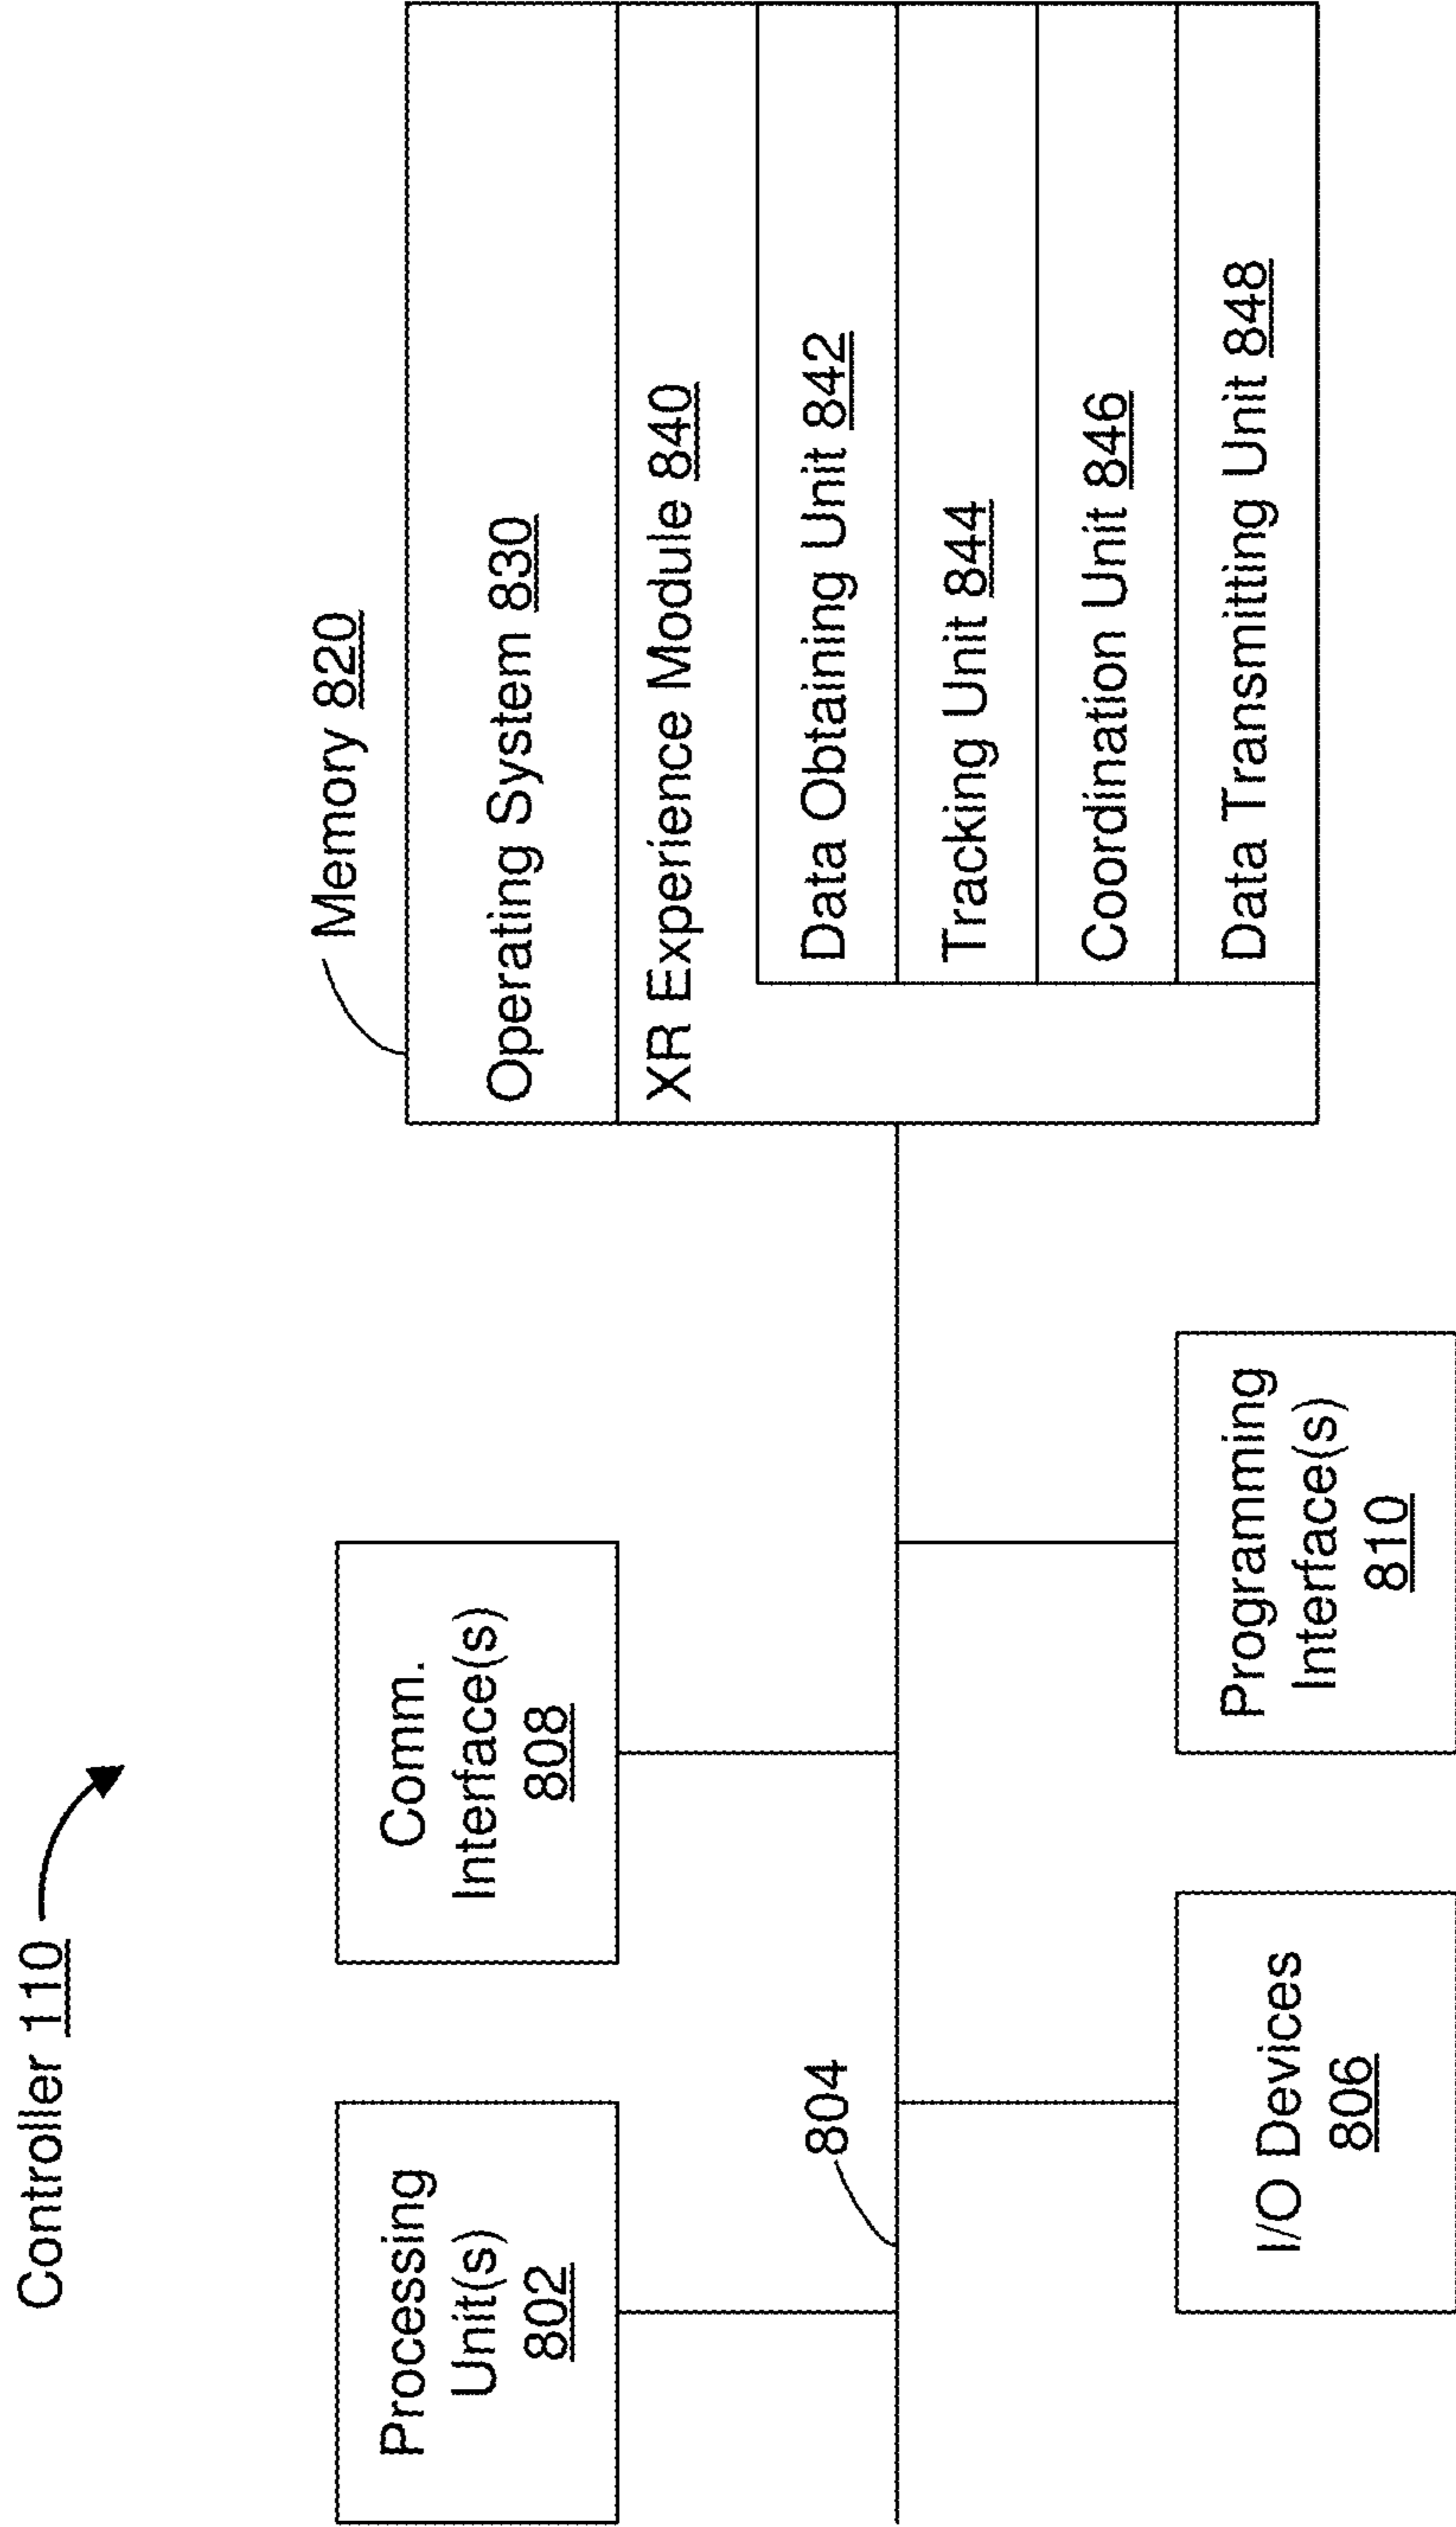 Controller 110
Processing
Unit(s)
802
Comm.
Interface(s)
808
Memory 820
Operating System 830
XR Experience Module 840
Data Obtaining Unit 842
Tracking Unit 844
Coordination Unit 846
Data Transmitting Unit 848
804
I/O Devices
806
Programming
Interface(s)
810